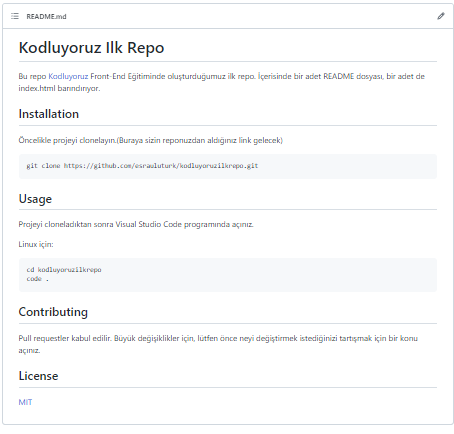 README.md
Kodluyoruz Ilk Repo
Bu repo Kodluyoruz Front-End Eğitiminde oluşturduğumuz ilk repo. İçerisinde bir adet README dosyası, bir adet de
index.html barındırıyor.
Installation
Öncelikle projeyi clonelayın.(Buraya sizin reponuzdan aldığınız link gelecek)
git clone https://github.com/esrauluturk/kodluyoruzilkrepo.git
Usage
Projeyi cloneladıktan sonra Visual Studio Code programında açınız.
Linux için:
cd kodluyoruzilkrepo
code .
Contributing
Pull requestler kabul edilir. Büyük değişiklikler için, lütfen önce neyi değiştirmek istediğinizi tartışmak için bir konu
açınız.
License
MIT